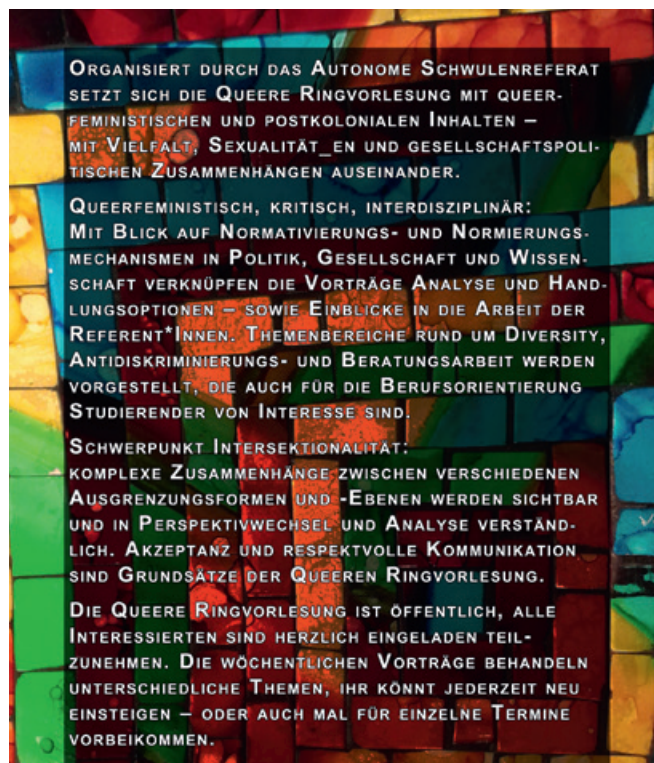 Organisiert durch das Autonome Schwulenreferat
setzt sich die Queere Ringvorlesung mit queer-
feministischen und postkolonialen Inhalten –
mit Vielfalt, Sexualität_en und gesellschaftspoli-
tischen Zusammenhängen auseinander.
Queerfeministisch, kritisch, interdisziplinär:
Mit Blick auf Normativierungs- und Normierungs-
mechanismen in Politik, Gesellschaft und Wissen-
schaft verknüpfen die Vorträge Analyse und Hand-
lungsoptionen – sowie Einblicke in die Arbeit der
Referent*Innen. Themenbereiche rund um Diversity,
Antidiskriminierungs- und Beratungsarbeit werden
vorgestellt, die auch für die Berufsorientierung
Studierender von Interesse sind.
Schwerpunkt Intersektionalität:
komplexe Zusammenhänge zwischen verschiedenen
Ausgrenzungsformen und -Ebenen werden sichtbar
und in Perspektivwechsel und Analyse verständ-
lich. Akzeptanz und respektvolle Kommunikation
sind Grundsätze der Queeren Ringvorlesung.
Die Queere Ringvorlesung ist öffentlich, alle
Interessierten sind herzlich eingeladen teil-
zunehmen. Die wöchentlichen Vorträge behandeln
unterschiedliche Themen, ihr könnt jederzeit neu
einsteigen – oder auch mal für einzelne Termine
vorbeikommen.